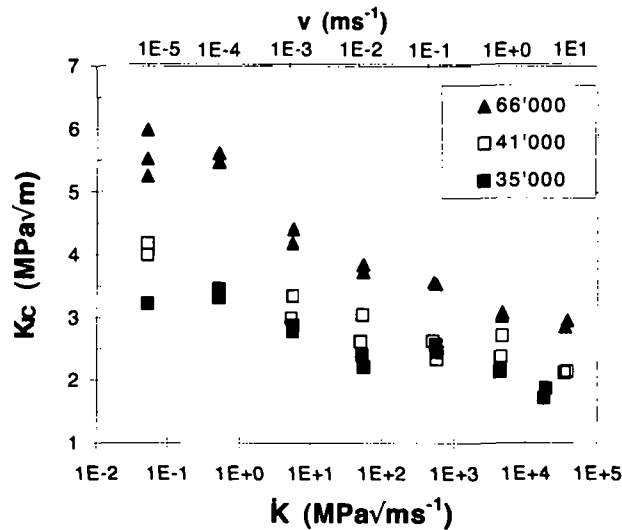 v (ms⁻¹)
1E-5 1E-4 1E-3 1E-2 1E-1 1E+0 1E1
7
6
5
4
3
2
1
66'000
41'000
35'000
KJC (MPa√m)
1E-2 1E-1 1E+0 1E+1 1E+2 1E+3 1E+4 1E+5
K̇ (MPa√ms⁻¹)